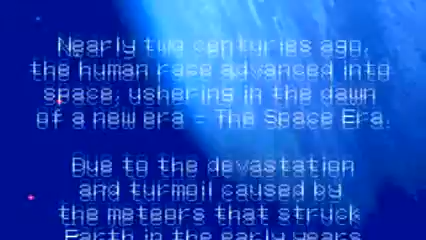 Nearly two centuries ago,
the human race advanced into
space, ushering in the dawn
of a new era - The Space Era.
Due to the devastation
and turmoil caused by
the meteors that struck
Earth in the early years